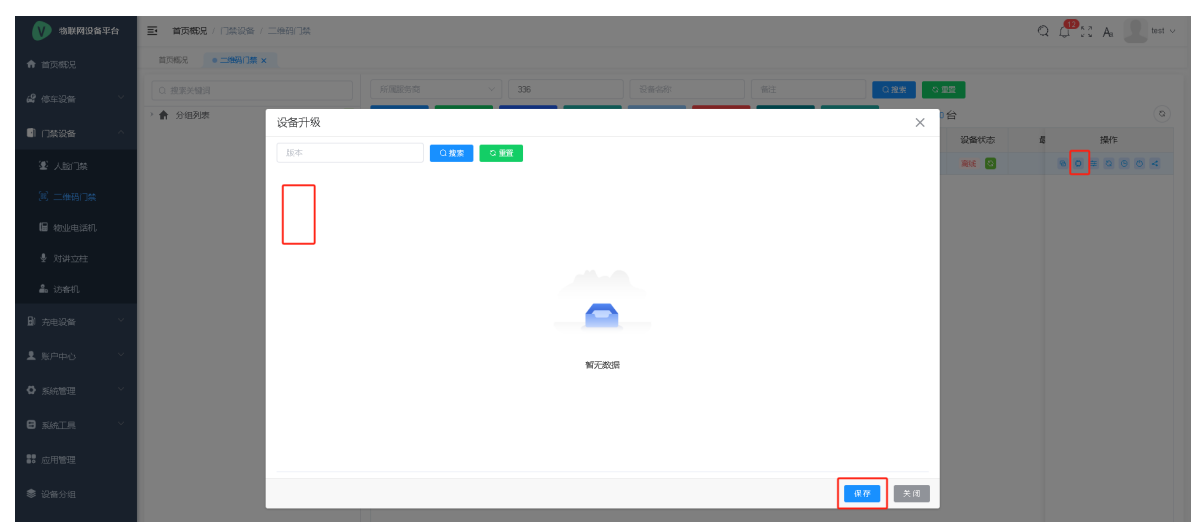 物联网设备平台
首页概况 / 门禁设备 / 二维码门禁
12
test
首页概况
二维码门禁 ×
首页概况
停车设备
门禁设备
人脸门禁
二维码门禁
物业电话机
对讲立柱
访客机
充电设备
账户中心
系统管理
系统工具
应用管理
设备分组
搜索关键词
分组列表
336
设备名称
备注
搜索
重置
台
设备状态
操作
离线
设备升级
版本
搜索
重置
暂无数据
保存
关闭